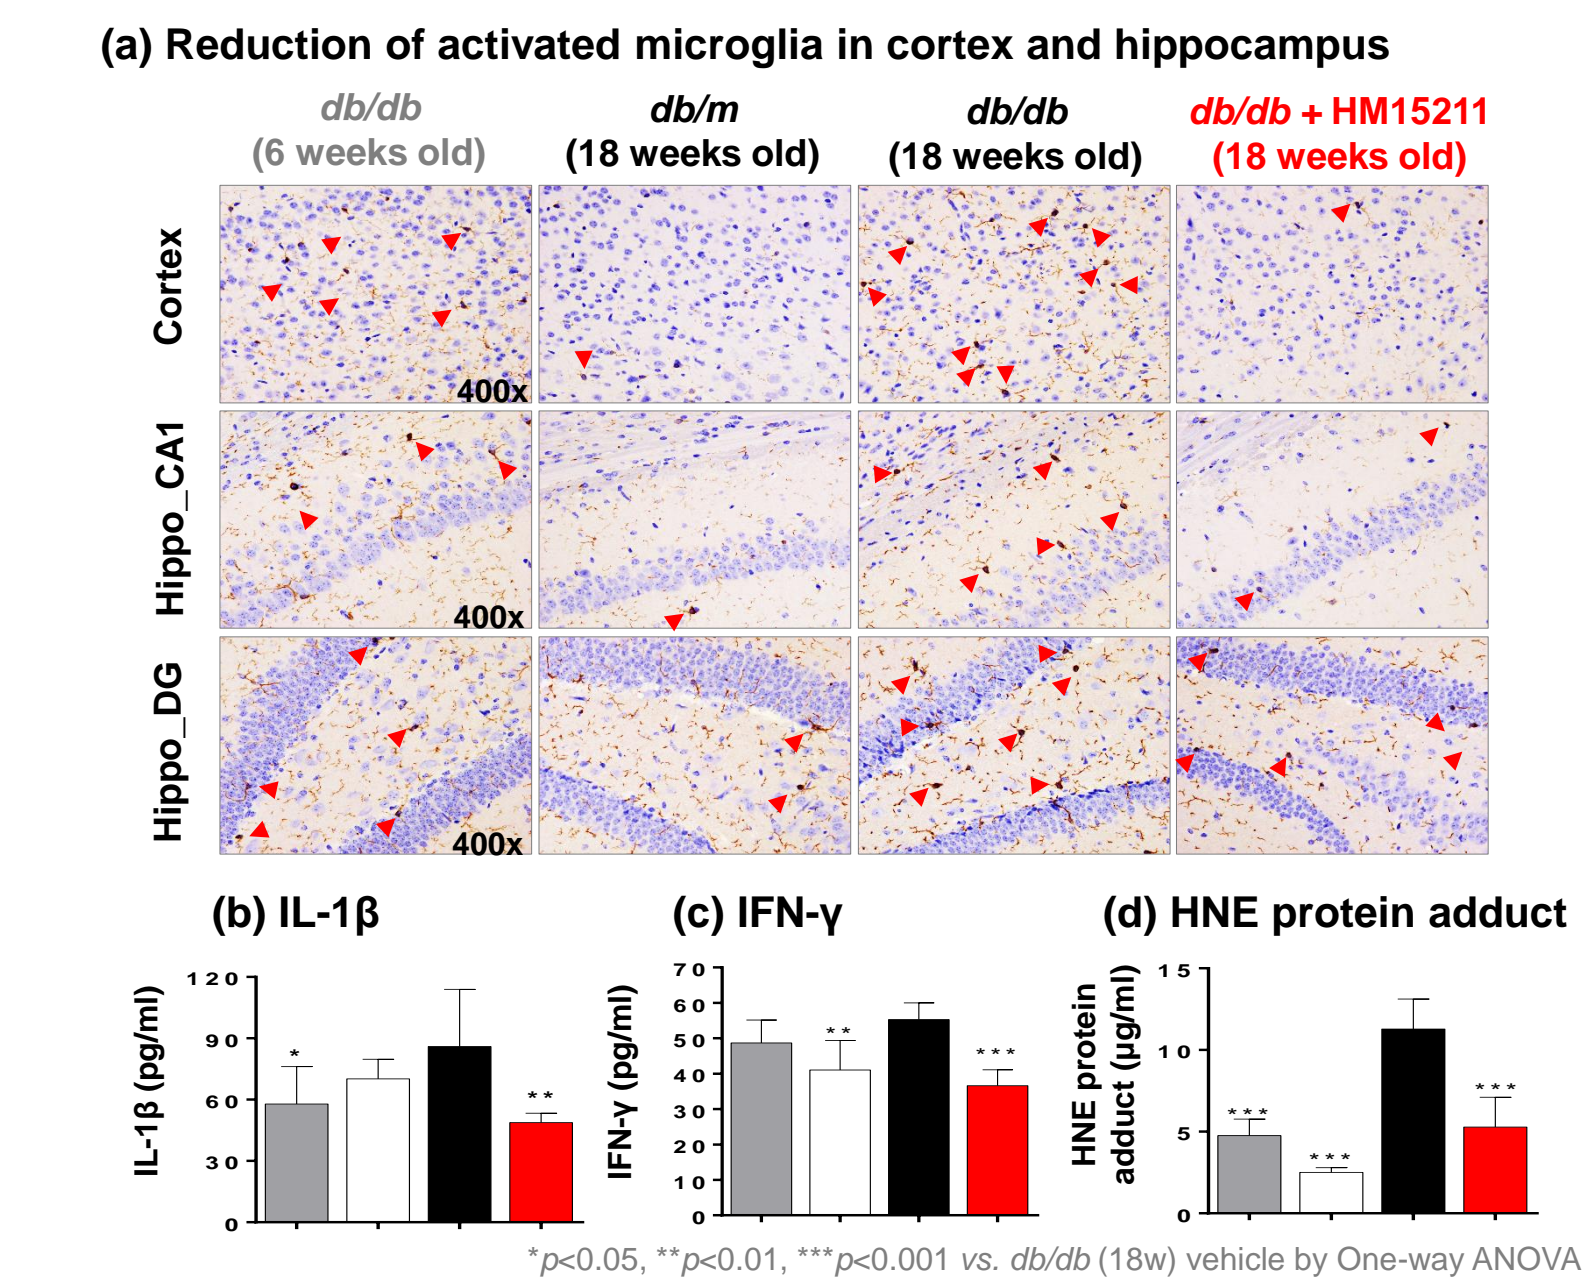 (a) Reduction of activated microglia in cortex and hippocampus
db/db
(6 weeks old)
db/m
(18 weeks old)
db/db
(18 weeks old)
db/db + HM15211
(18 weeks old)
Cortex
400x
Hippo_CA1
400x
Hippo_DG
400x
(b) IL-1β
IL-1β (pg/ml)
120
90
60
30
0
*
**
(c) IFN-γ
IFN-γ (pg/ml)
70
60
50
40
30
20
10
0
**
***
(d) HNE protein adduct
HNE protein
adduct (μg/ml)
15
10
5
0
***
***
***
*p<0.05, **p<0.01, ***p<0.001 vs. db/db (18w) vehicle by One-way ANOVA